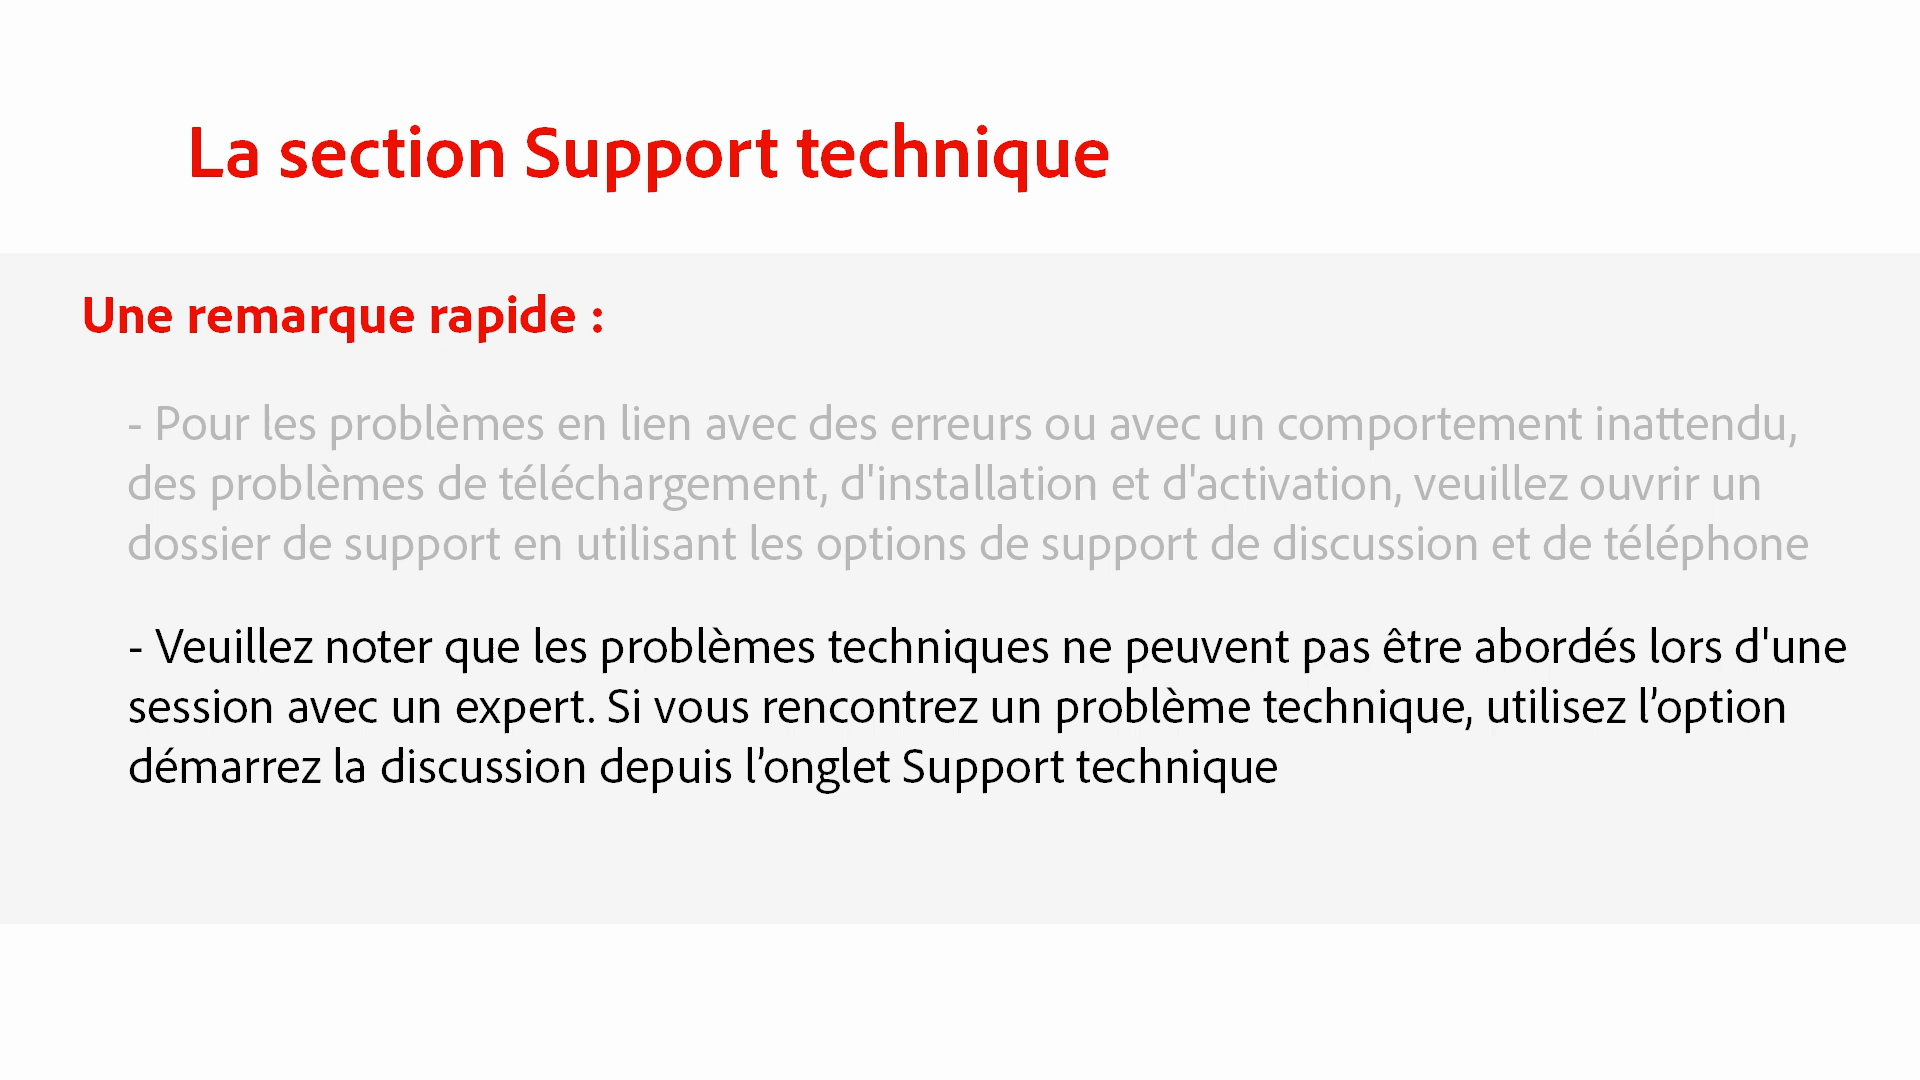 La section Support technique
Une remarque rapide :
- Pour les problèmes en lien avec des erreurs ou avec un comportement inattendu,
des problèmes de téléchargement, d'installation et d'activation, veuillez ouvrir un
dossier de support en utilisant les options de support de discussion et de téléphone
- Veuillez noter que les problèmes techniques ne peuvent pas être abordés lors d'une
session avec un expert. Si vous rencontrez un problème technique, utilisez l’option
démarrez la discussion depuis l’onglet Support technique